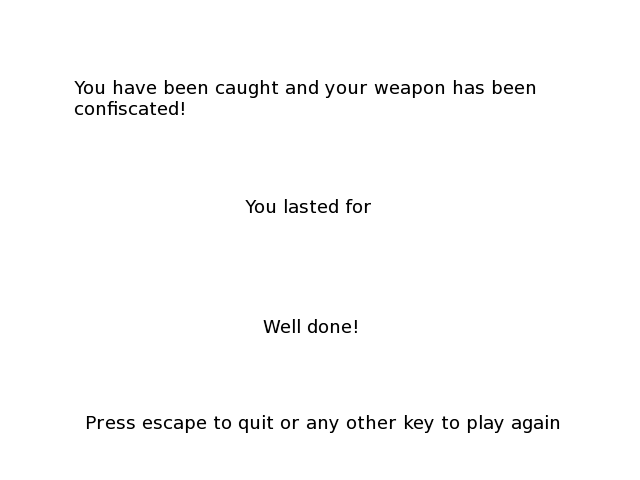 You have been caught and your weapon has been
confiscated!
You lasted for
Well done!
Press escape to quit or any other key to play again